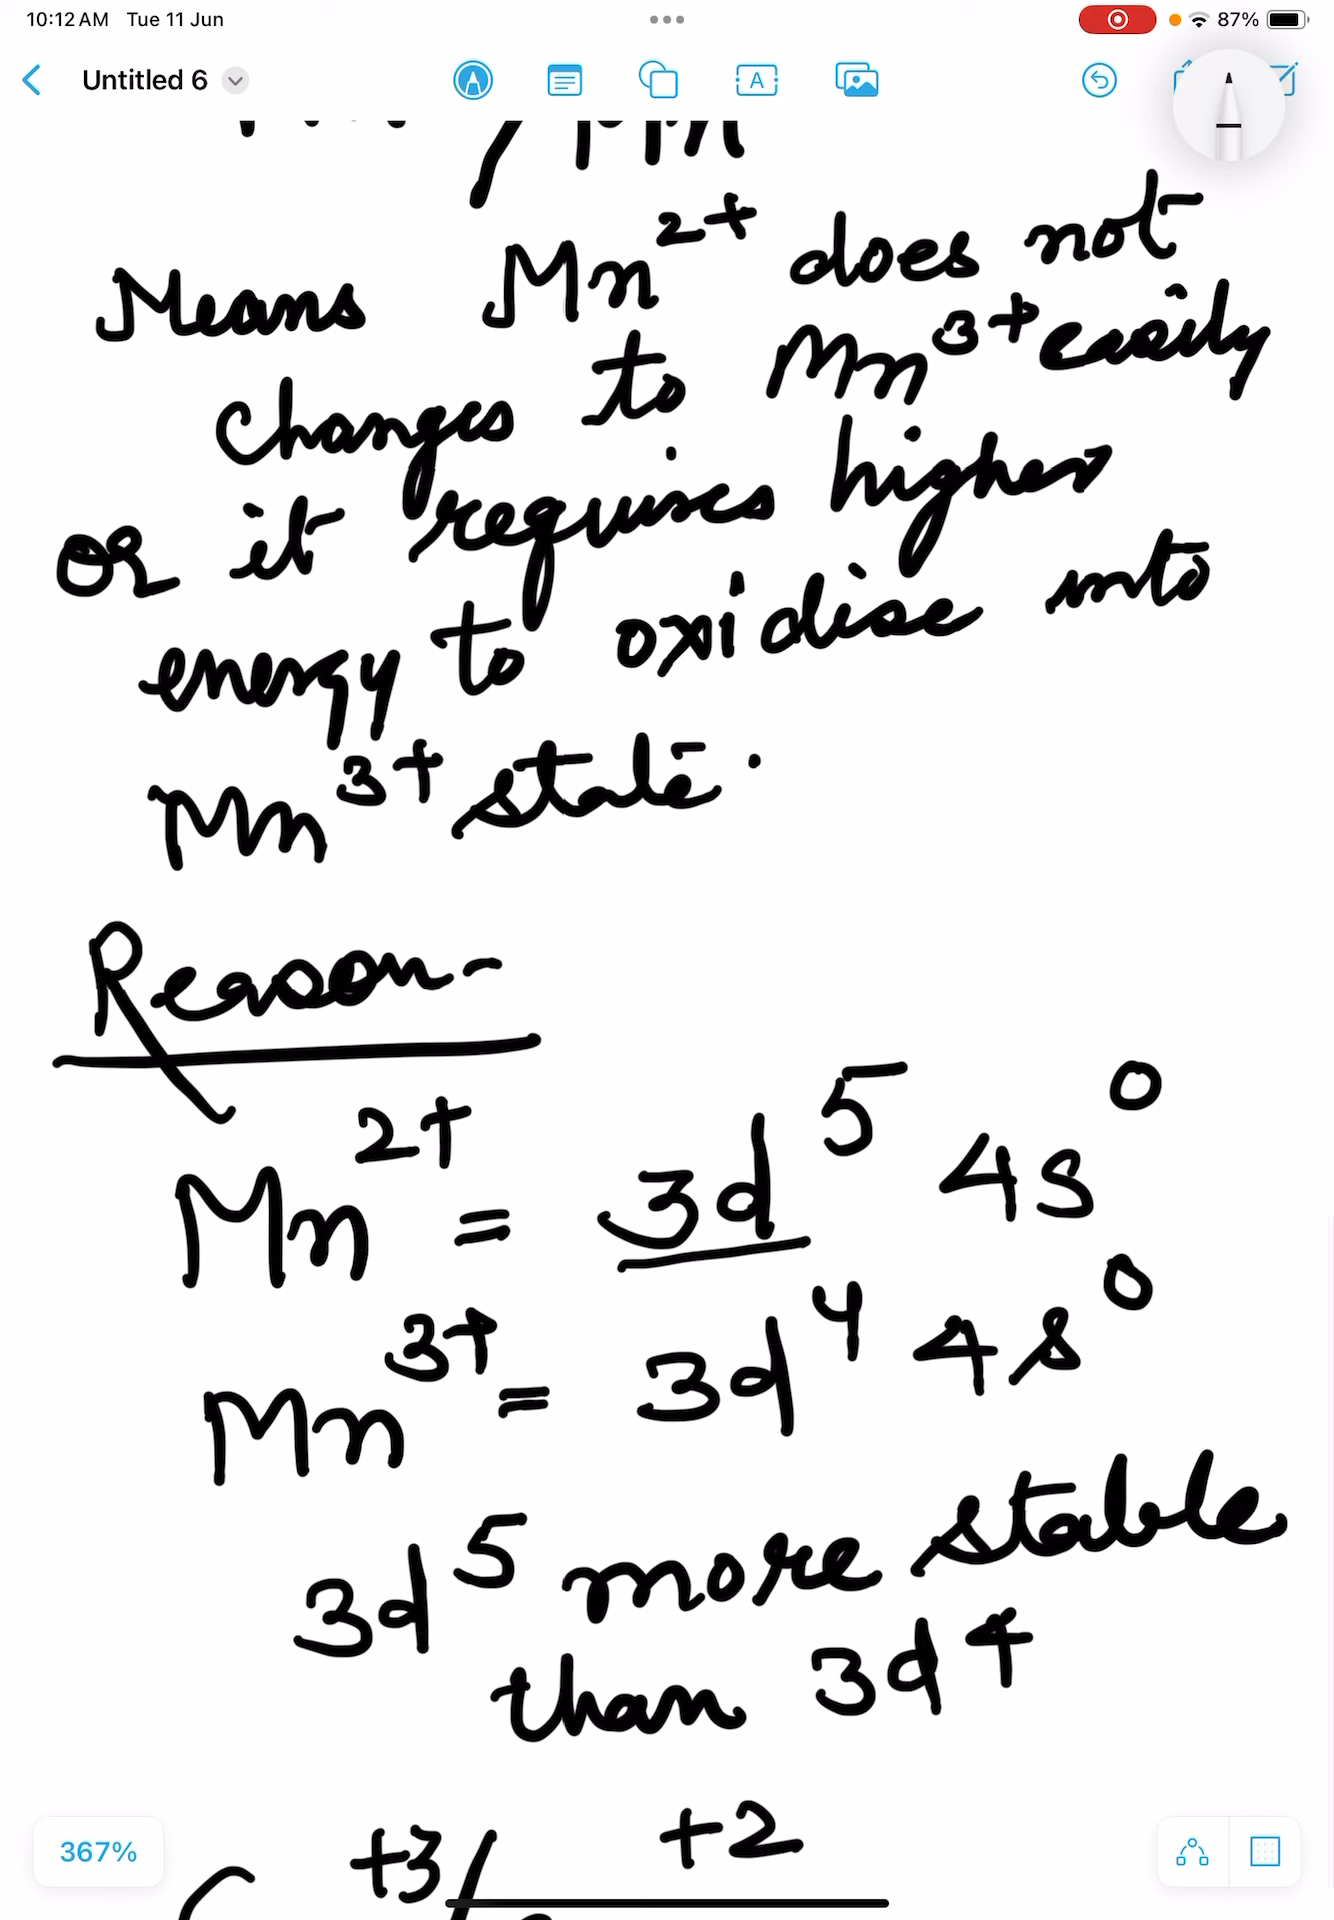 10:12 AM Tue 11 Jun
87%
Untitled 6
A
Means Mn²⁺ does not
changes to Mn³⁺ easily
or it requires higher
energy to oxidise into
Mn³⁺ state.
Reason-
Mn²⁺ = 3d⁵ 4s⁰
Mn³⁺ = 3d⁴ 4s⁰
3d⁵ more stable
than 3d⁴
+3/ +2
367%